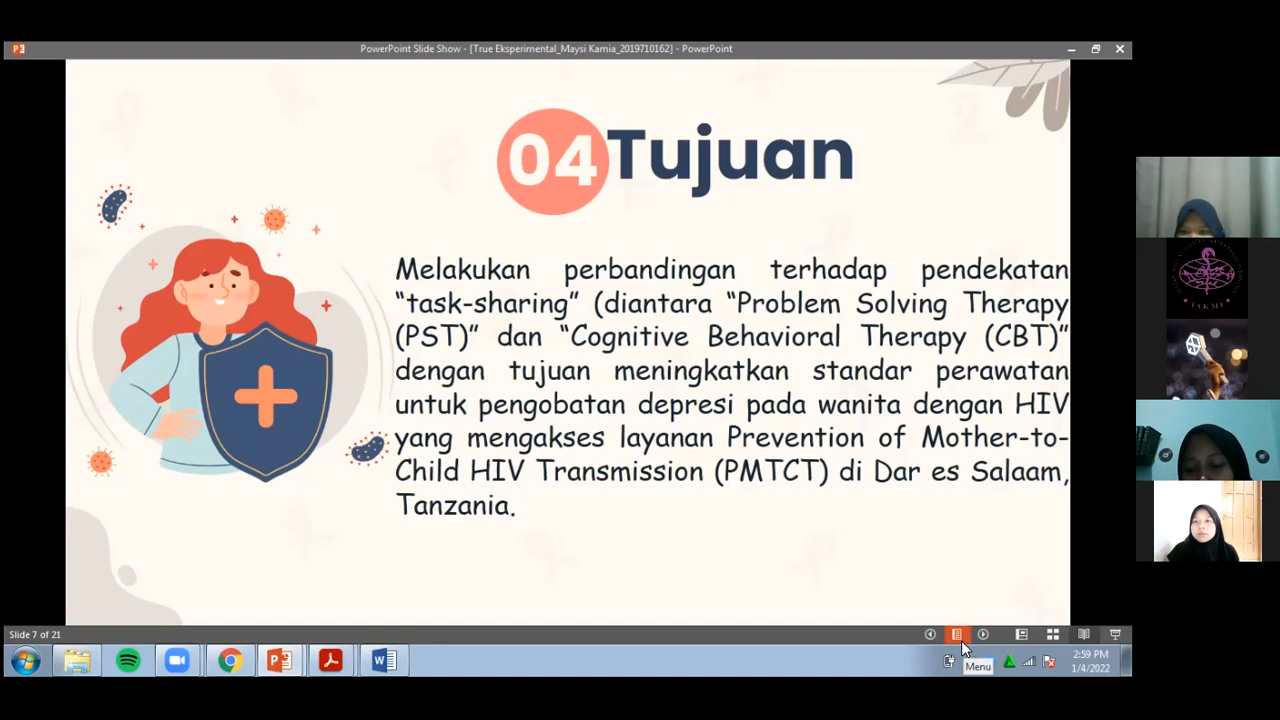 PowerPoint Slide Show - [True Eksperimental_Maysi Kamia_2019710162] - PowerPoint
04 Tujuan
Melakukan perbandingan terhadap pendekatan
“task-sharing” (diantara “Problem Solving Therapy
(PST)” dan “Cognitive Behavioral Therapy (CBT)”
dengan tujuan meningkatkan standar perawatan
untuk pengobatan depresi pada wanita dengan HIV
yang mengakses layanan Prevention of Mother-to-
Child HIV Transmission (PMTCT) di Dar es Salaam,
Tanzania.
Slide 7 of 21
Menu
2:59 PM
1/4/2022